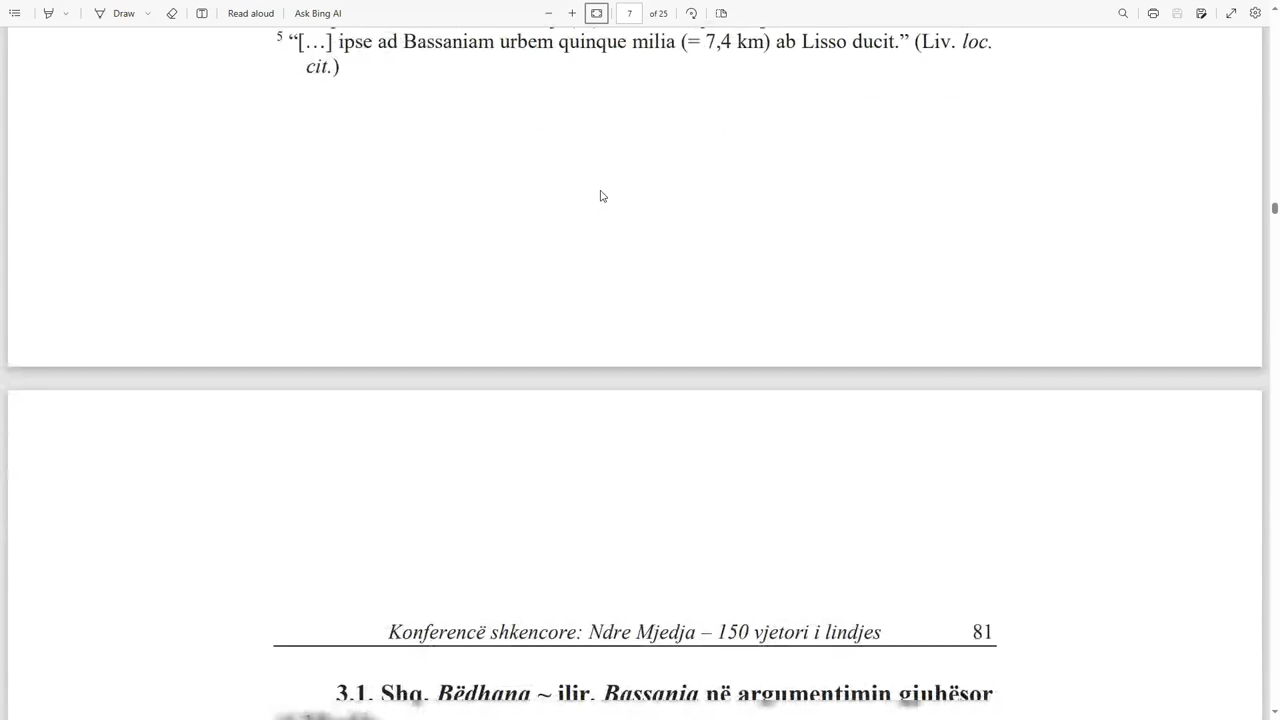 Draw
Read aloud
Ask Bing AI
7
of 25
5 “[…] ipse ad Bassaniam urbem quinque milia (= 7,4 km) ab Lisso ducit.” (Liv. loc.
cit.)
Konferencë shkencore: Ndre Mjedja – 150 vjetori i lindjes 81
3.1. Shq. Bëdhana ~ ilir. Bassania në argumentimin gjuhësor